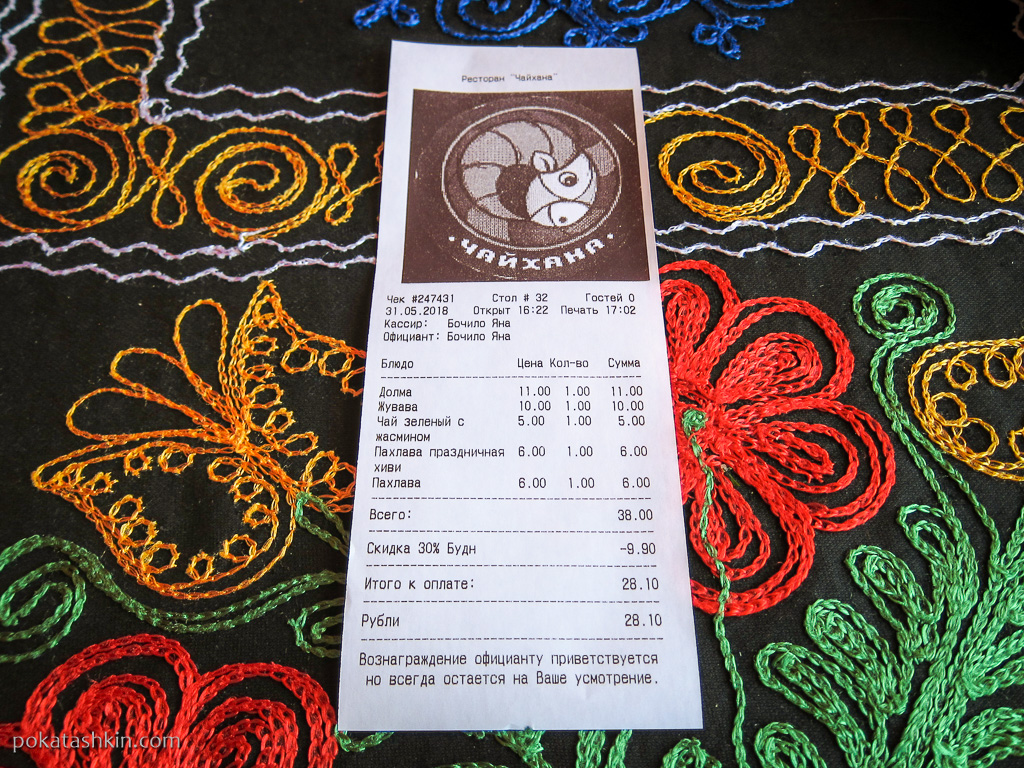 Ресторан "Чайхана"
• ЧАЙХАНА •
Чек #247431 Стол # 32 Гостей 0
31.05.2018 Открыт 16:22 Печать 17:02
Кассир: Бочило Яна
Официант: Бочило Яна
Блюдо Цена Кол-во Сумма
Долма 11.00 1.00 11.00
Жувава 10.00 1.00 10.00
Чай зеленый с 5.00 1.00 5.00
жасмином
Пахлава праздничная 6.00 1.00 6.00
хиви
Пахлава 6.00 1.00 6.00
Всего: 38.00
Скидка 30% Будн -9.90
Итого к оплате: 28.10
Рубли 28.10
Вознаграждение официанту приветствуется
но всегда остается на Ваше усмотрение.
pokatashkin.com